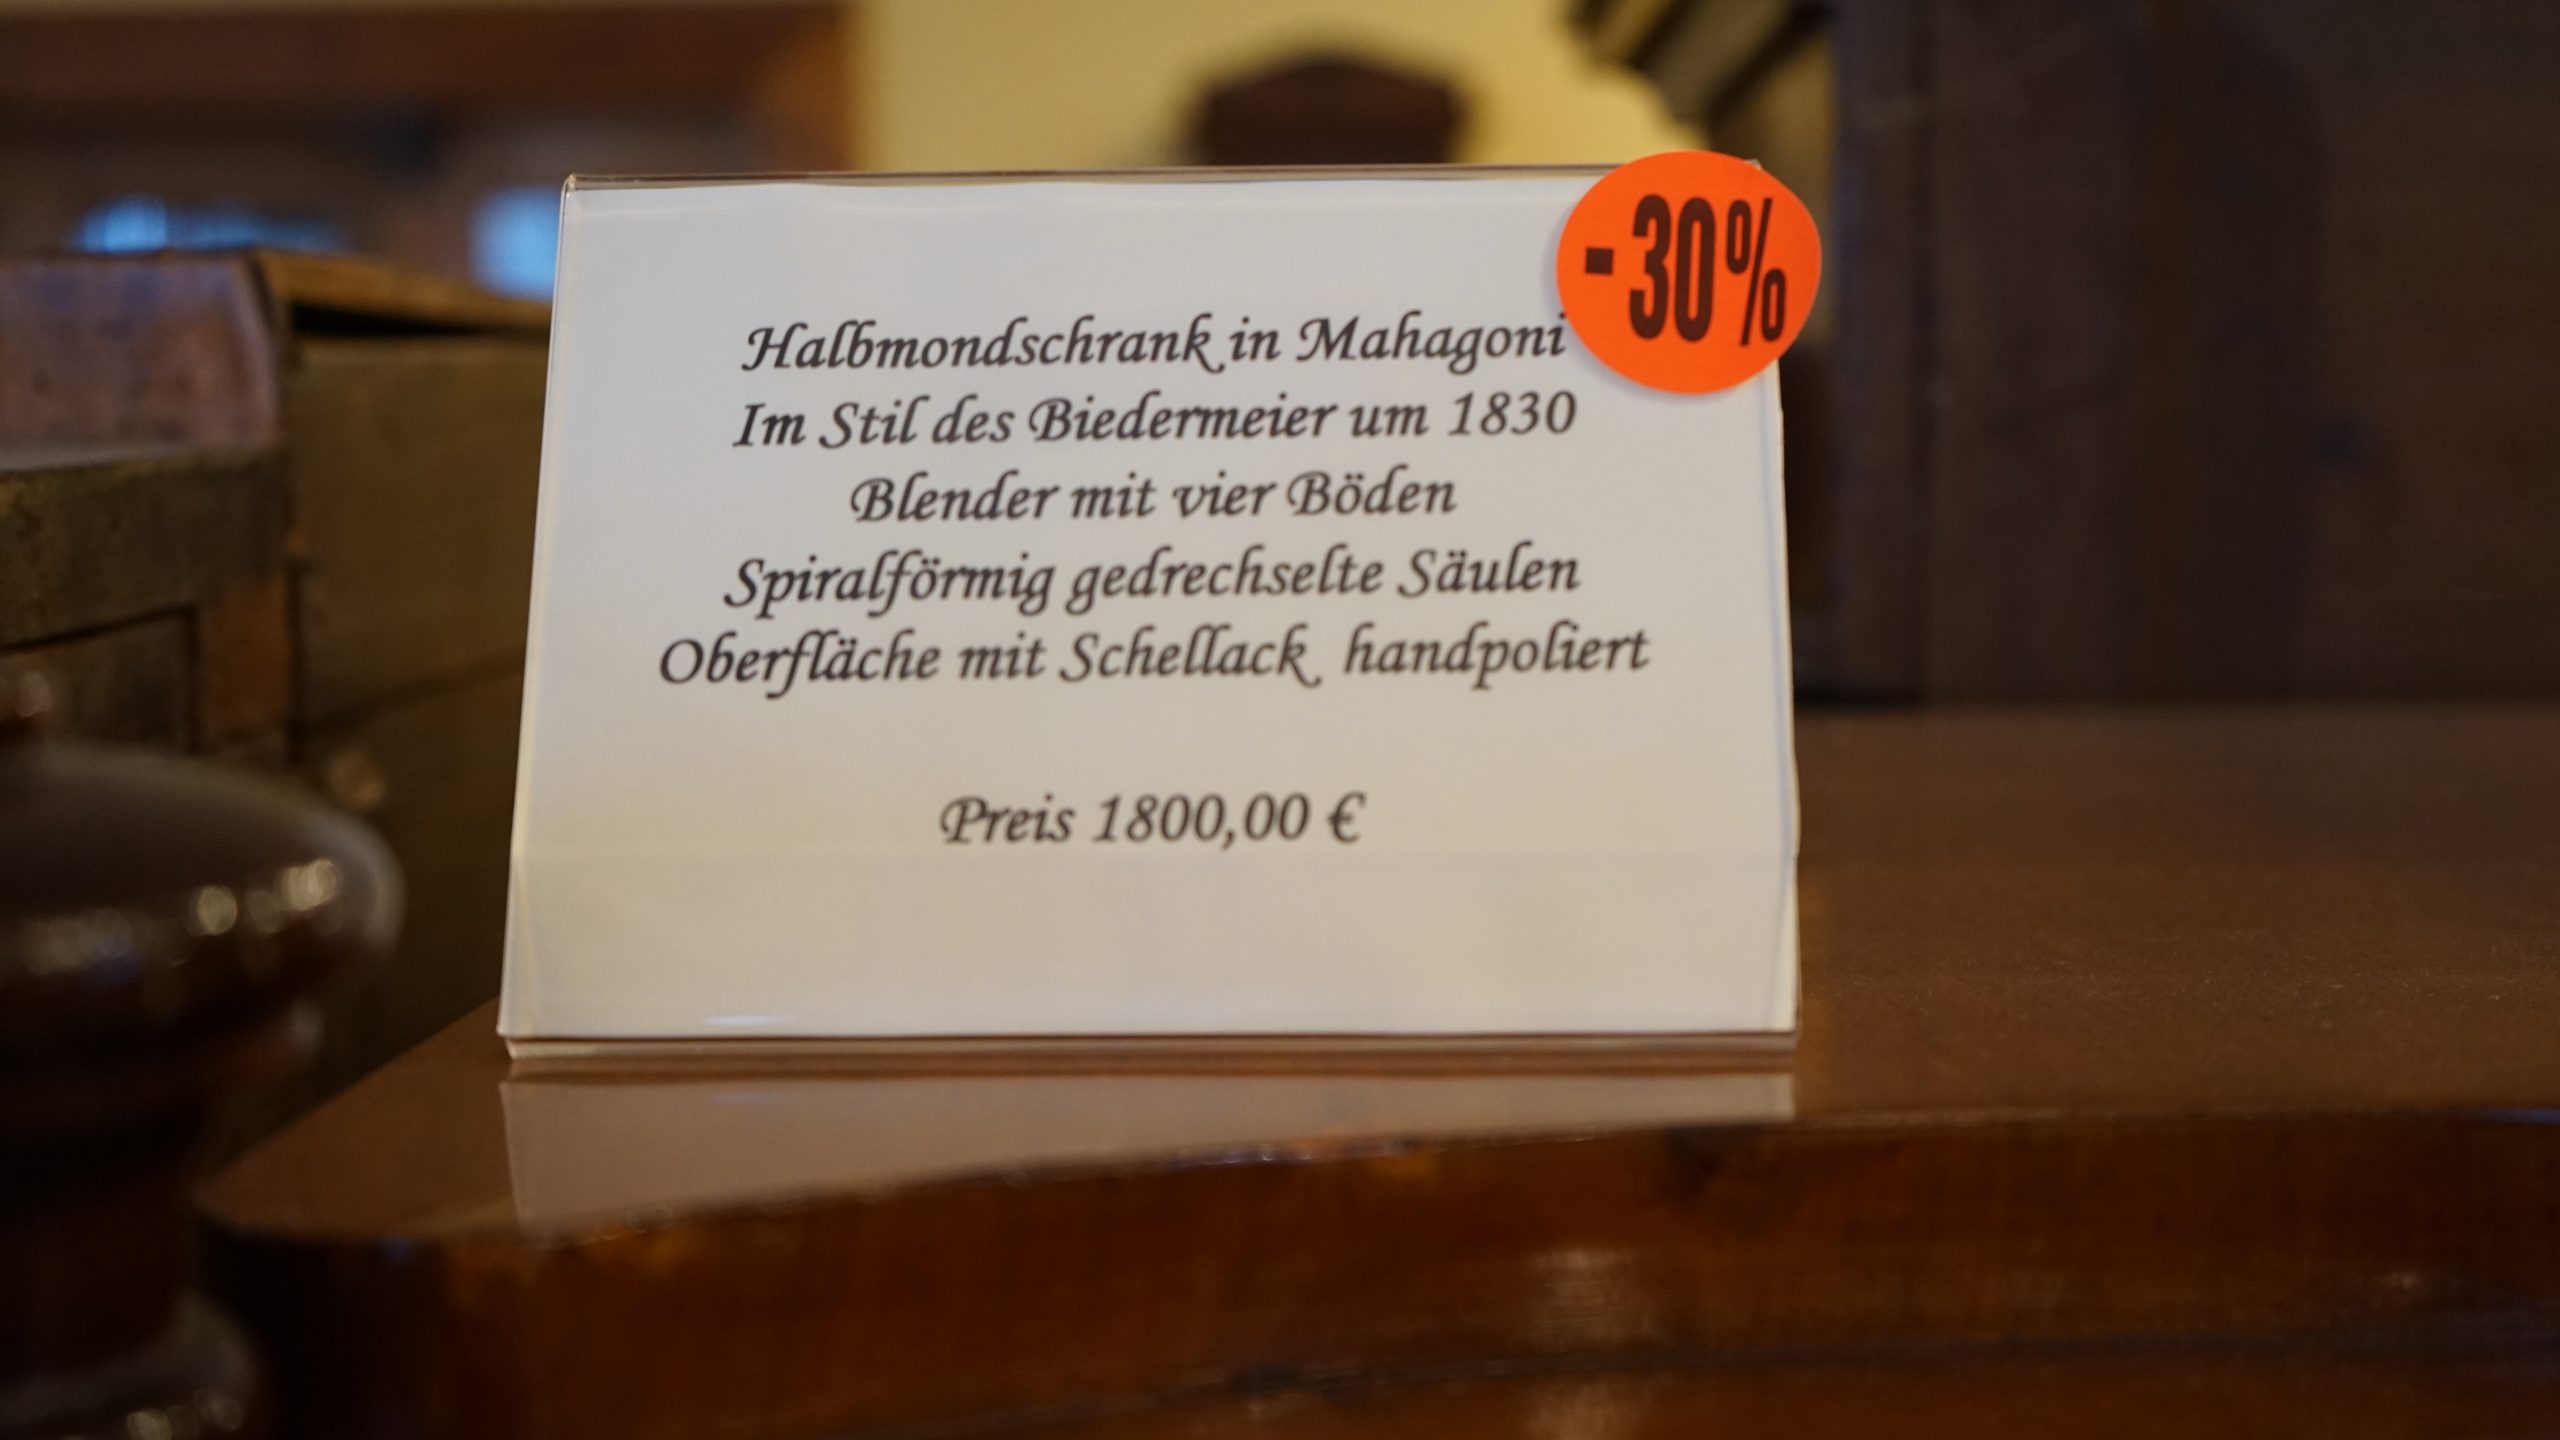 -30%
Halbmondschrank in Mahagoni
Im Stil des Biedermeier um 1830
Blender mit vier Böden
Spiralförmig gedrechselte Säulen
Oberfläche mit Schellack handpoliert
Preis 1800,00 €